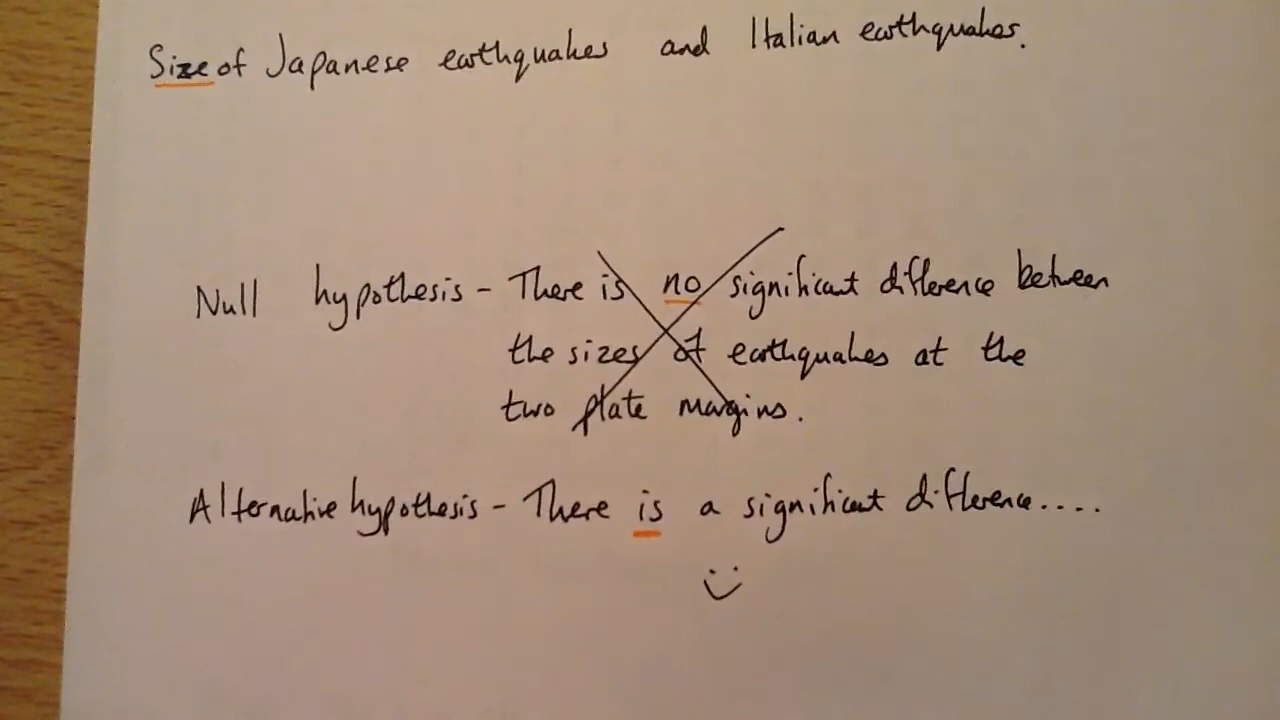 Size of Japanese earthquakes and Italian earthquakes.
Null hypothesis - There is no significant difference between
the sizes of earthquakes at the
two plate margins.
Alternative hypothesis - There is a significant difference....